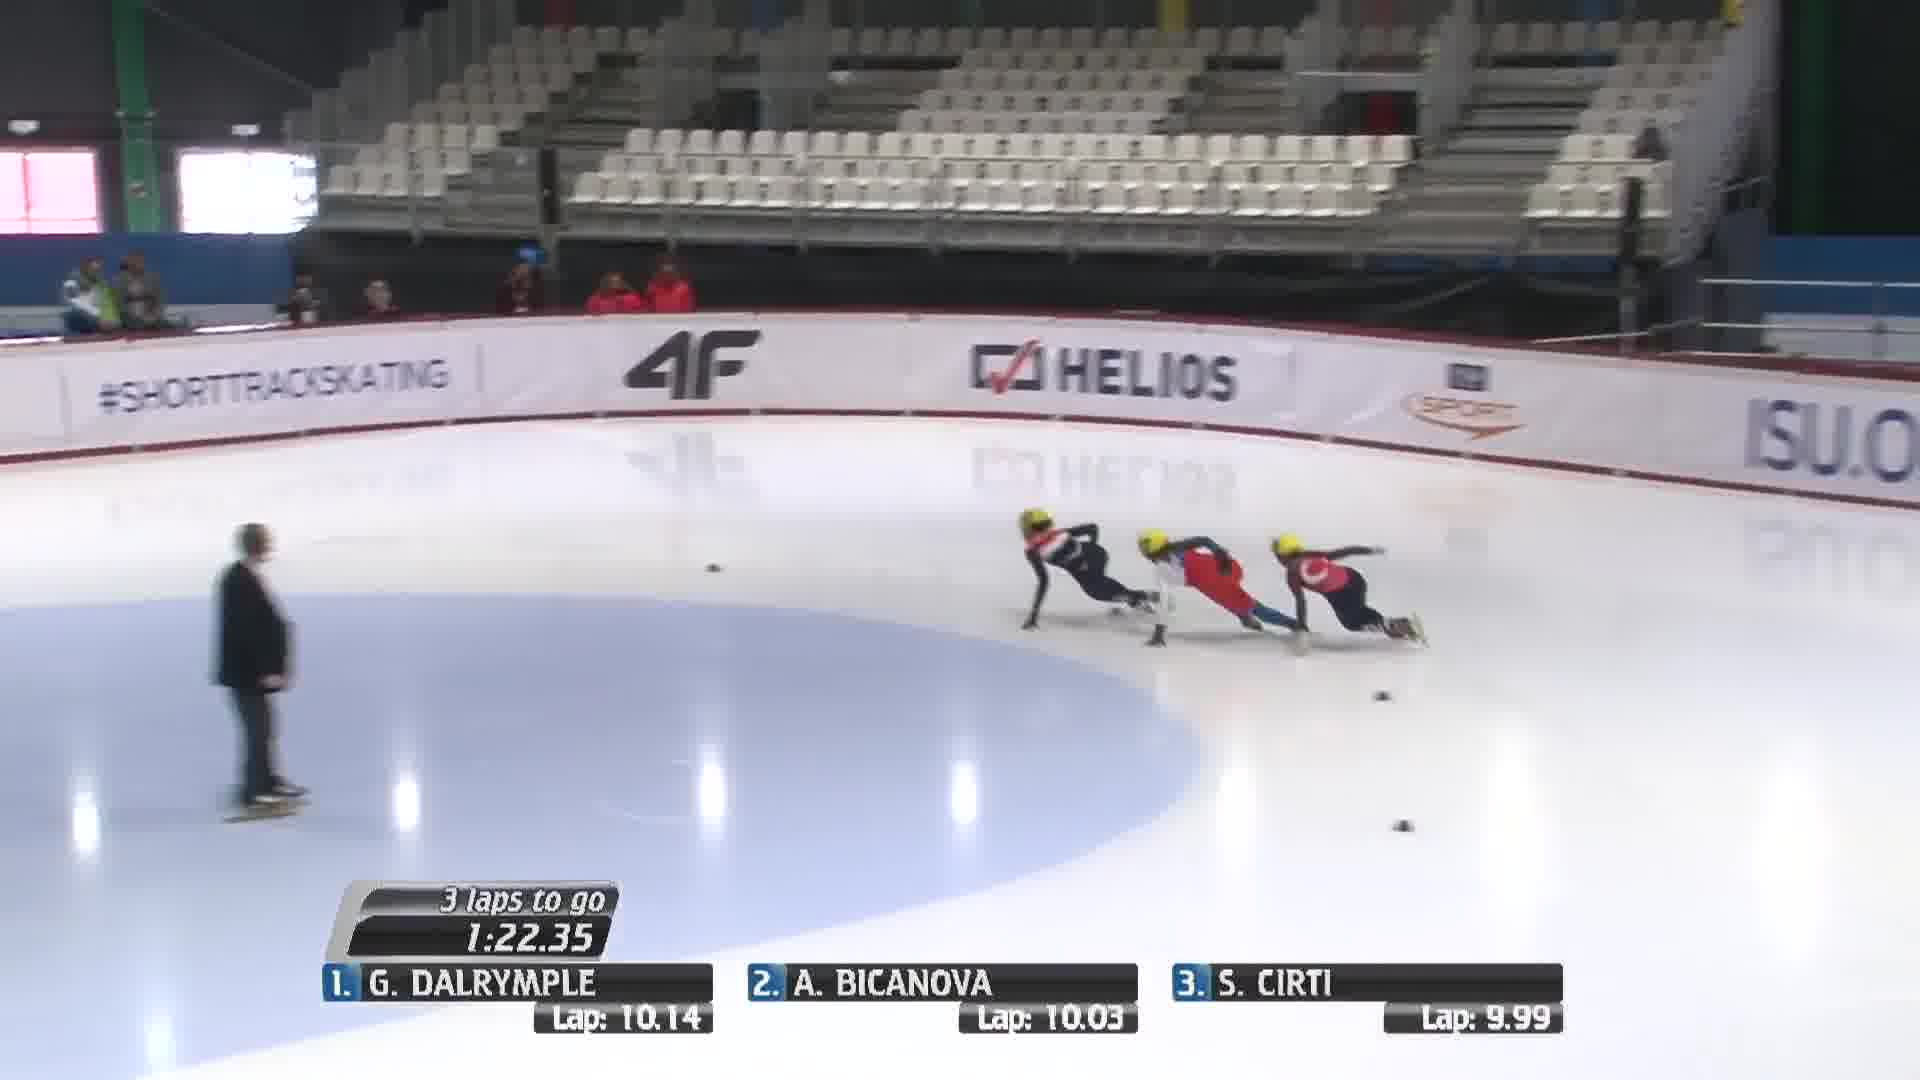 #SHORTTRACKSKATING
4F
HELIOS
SPORT
ISU.O
3 laps to go
1:22.35
1. G. DALRYMPLE
Lap: 10.14
2. A. BICANOVA
Lap: 10.03
3. S. CIRTI
Lap: 9.99